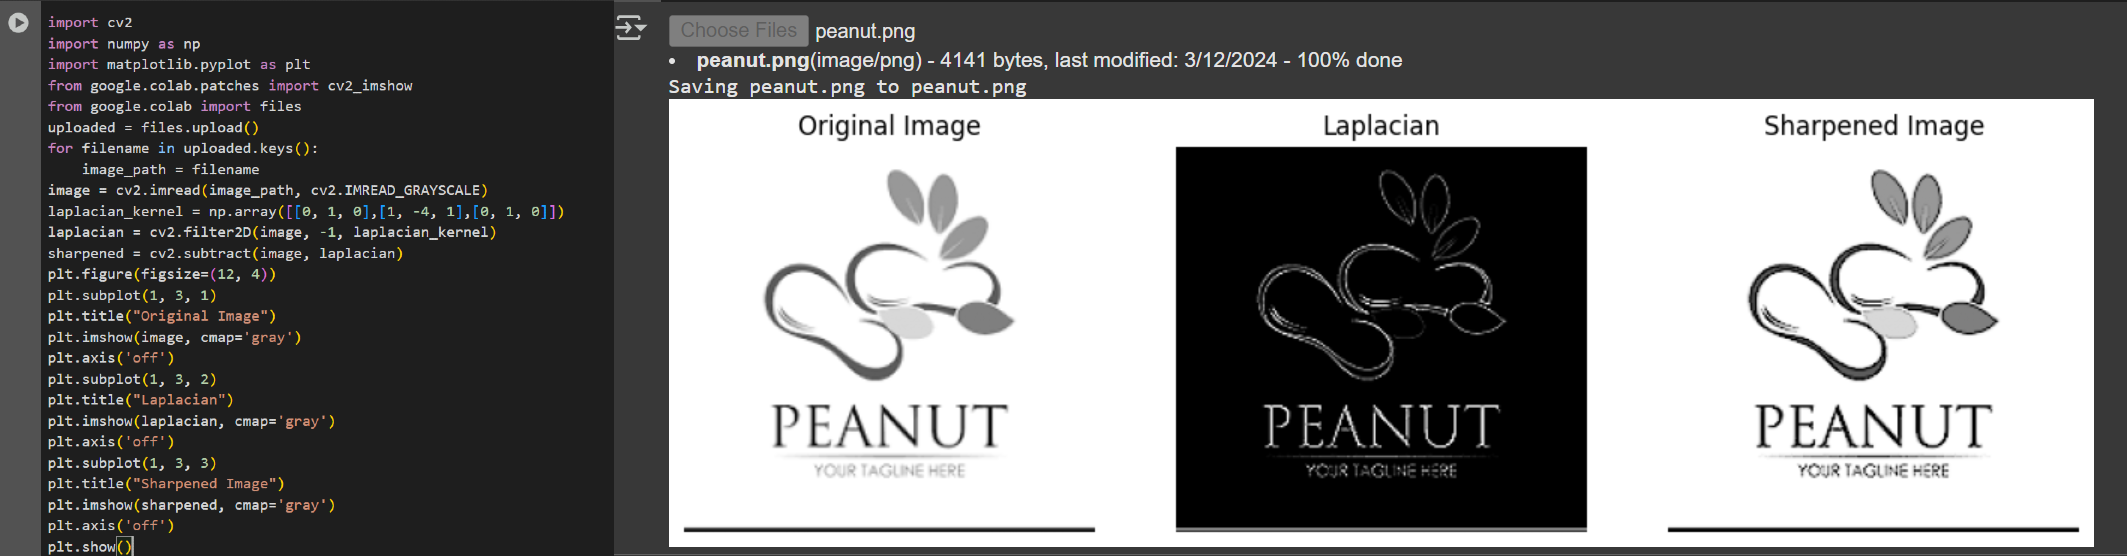 import cv2
import numpy as np
import matplotlib.pyplot as plt
from google.colab.patches import cv2_imshow
from google.colab import files
uploaded = files.upload()
for filename in uploaded.keys():
    image_path = filename
image = cv2.imread(image_path, cv2.IMREAD_GRAYSCALE)
laplacian_kernel = np.array([[0, 1, 0],[1, -4, 1],[0, 1, 0]])
laplacian = cv2.filter2D(image, -1, laplacian_kernel)
sharpened = cv2.subtract(image, laplacian)
plt.figure(figsize=(12, 4))
plt.subplot(1, 3, 1)
plt.title("Original Image")
plt.imshow(image, cmap='gray')
plt.axis('off')
plt.subplot(1, 3, 2)
plt.title("Laplacian")
plt.imshow(laplacian, cmap='gray')
plt.axis('off')
plt.subplot(1, 3, 3)
plt.title("Sharpened Image")
plt.imshow(sharpened, cmap='gray')
plt.axis('off')
plt.show()
Choose Files peanut.png
• peanut.png(image/png) - 4141 bytes, last modified: 3/12/2024 - 100% done
Saving peanut.png to peanut.png
Original Image
PEANUT
YOUR TAGLINE HERE
Laplacian
PEANUT
YOUR TAGLINE HERE
Sharpened Image
PEANUT
YOUR TAGLINE HERE